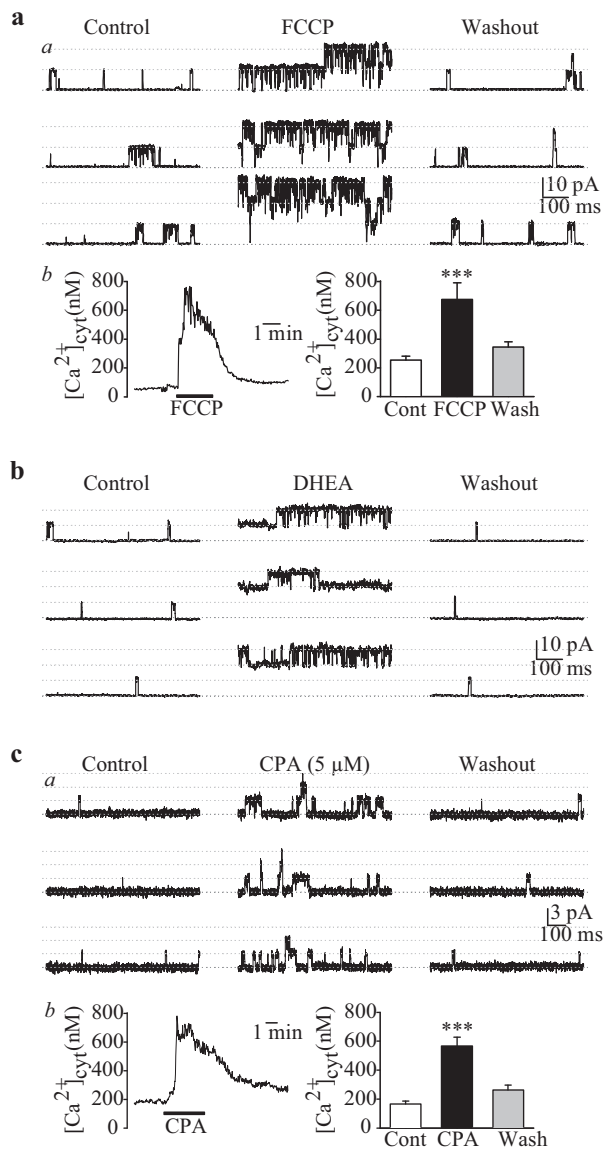 a
Control FCCP Washout
a
10 pA
100 ms
b
800
600
400
200
0
[Ca2+]cyt(nM)
1 min
FCCP
800
600
400
200
0
[Ca2+]cyt(nM)
***
Cont FCCP Wash
b
Control DHEA Washout
10 pA
100 ms
c
Control CPA (5 µM) Washout
a
3 pA
100 ms
b
800
600
400
200
0
[Ca2+]cyt(nM)
1 min
CPA
800
600
400
200
0
[Ca2+]cyt(nM)
***
Cont CPA Wash